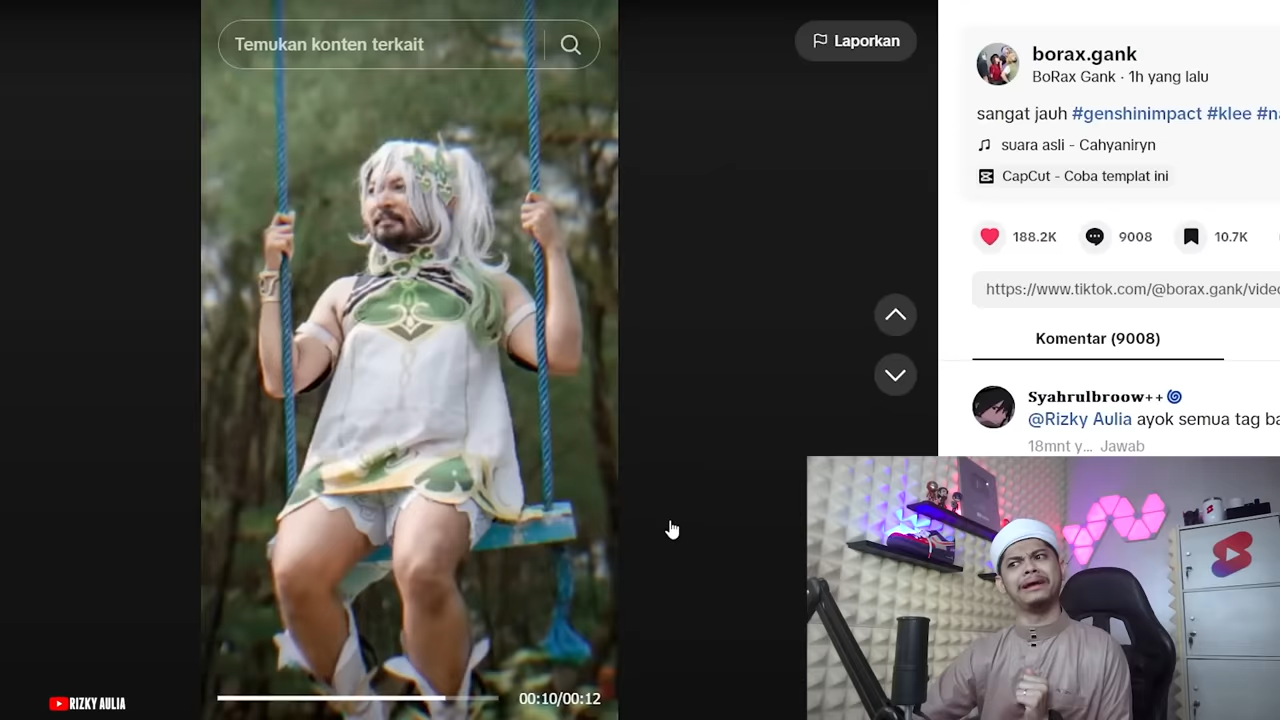 Temukan konten terkait
Laporkan
borax.gank
BoRax Gank · 1h yang lalu
sangat jauh #genshinimpact #klee
suara asli - Cahyaniryn
CapCut - Coba templat ini
188.2K
9008
10.7K
https://www.tiktok.com/@borax.gank/video
Komentar (9008)
Syahrulbroow++🌀
@Rizky Aulia ayok semua tag
18mnt y... Jawab
00:10/00:12
RIZKY AULIA